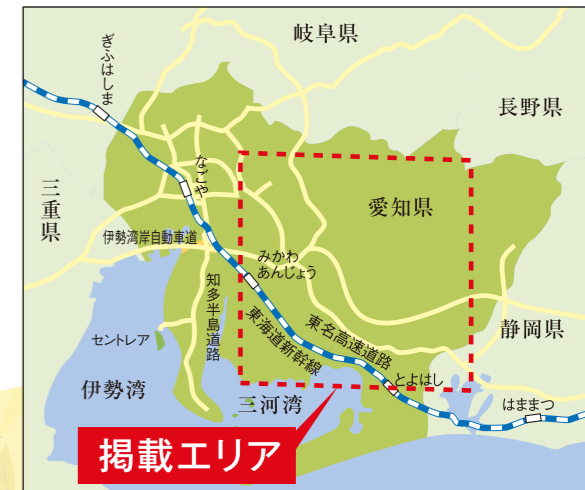 岐阜県
ぎふはしま
長野県
なごや
三重県
愛知県
伊勢湾岸自動車道
みかわ
あんじょう
知多半島道路
東海道新幹線
東名高速道路
静岡県
セントレア
とよはし
伊勢湾
三河湾
はままつ
掲載エリア